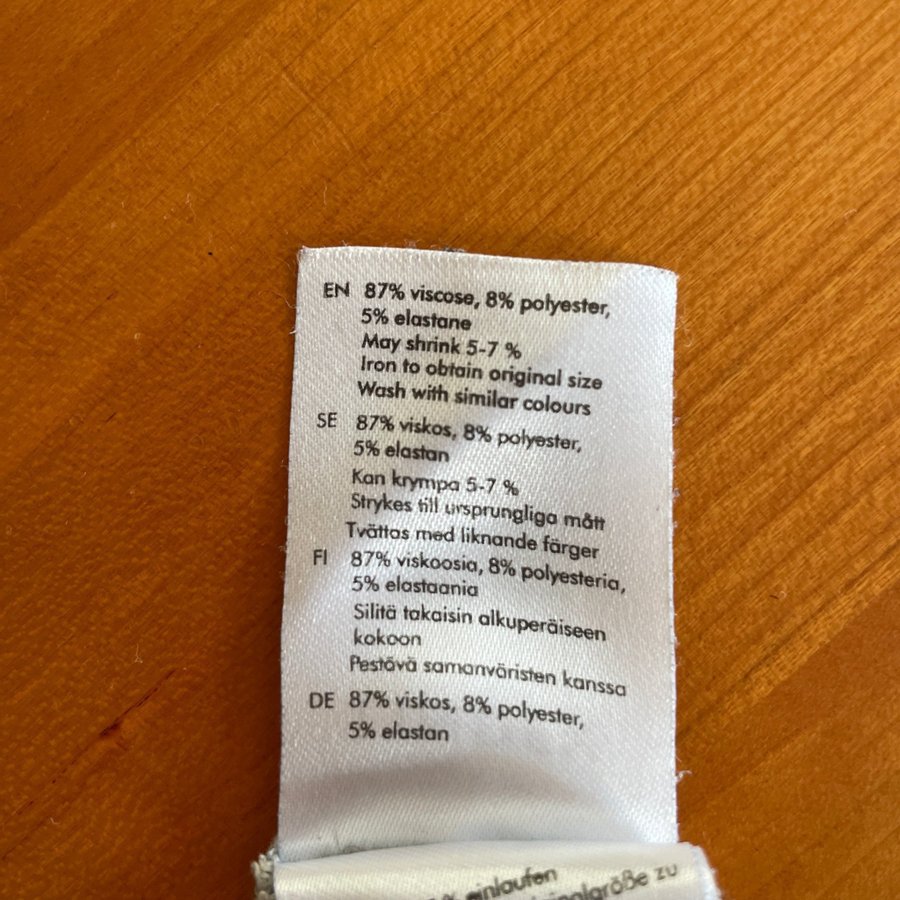 EN 87% viscose, 8% polyester,
5% elastane
May shrink 5-7 %
Iron to obtain original size
Wash with similar colours
SE 87% viskos, 8% polyester,
5% elastan
Kan krympa 5-7 %
Strykes till ursprungliga mått
Tvättas med liknande färger
FI 87% viskoosia, 8% polyesteria,
5% elastaania
Silitä takaisin alkuperäiseen
kokoon
Pestävä samanväristen kanssa
DE 87% viskos, 8% polyester,
5% elastan
% einlaufen
zu